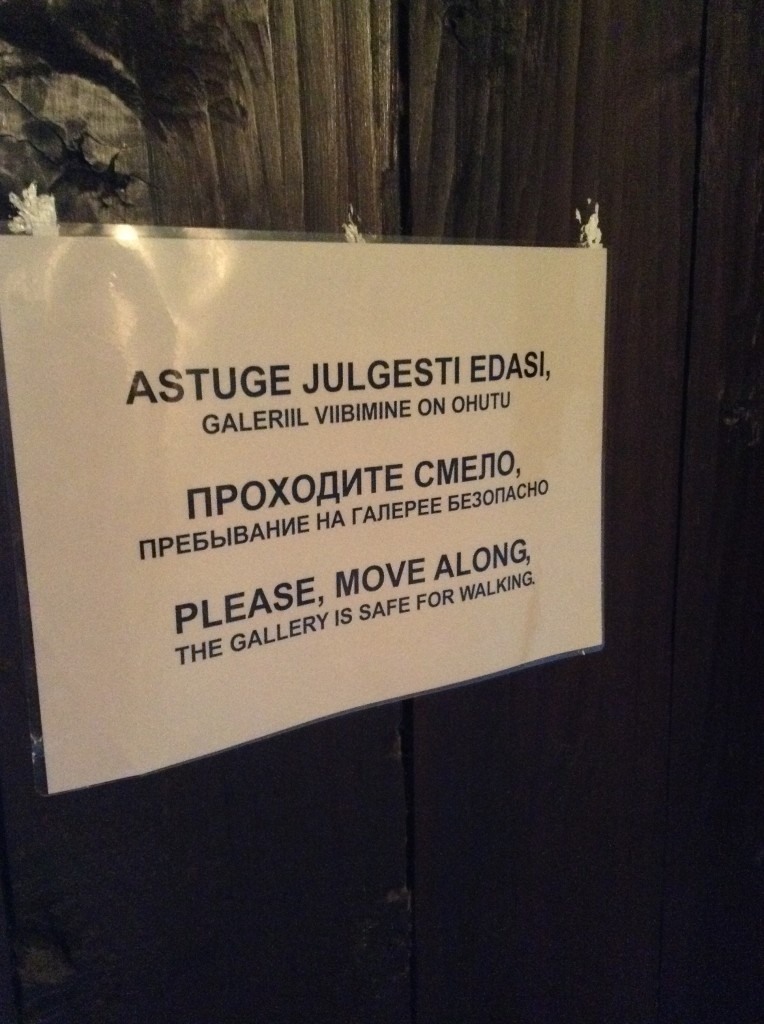 ASTUGE JULGESTI EDASI,
GALERIIL VIIBIMINE ON OHUTU
ПРОХОДИТЕ СМЕЛО,
ПРЕБЫВАНИЕ НА ГАЛЕРЕЕ БЕЗОПАСНО
PLEASE, MOVE ALONG,
THE GALLERY IS SAFE FOR WALKING.